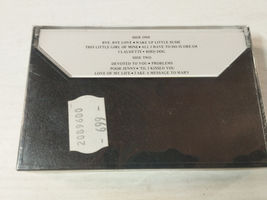 SIDE ONE
BYE, BYE LOVE • WAKE UP LITTLE SUSIE
THIS LITTLE GIRL OF MINE • ALL I HAVE TO DO IS DREAM
CLAUDETTE • BIRD DOG
SIDE TWO
DEVOTED TO YOU • PROBLEMS
POOR JENNY • 'TIL I KISSED YOU
LOVE OF MY LIFE • TAKE A MESSAGE TO MARY
2089600
-699-